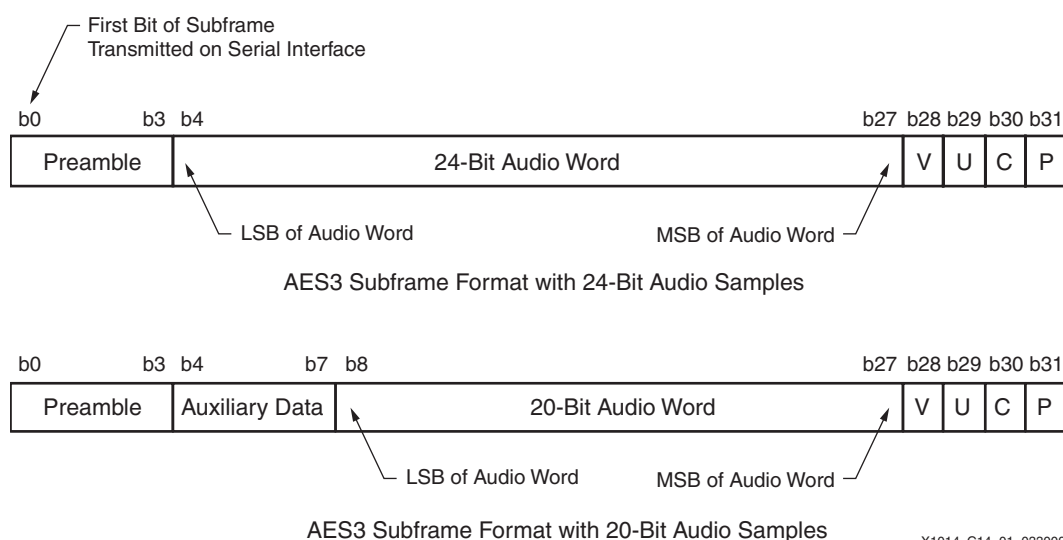 First Bit of Subframe
Transmitted on Serial Interface
b0 b3 b4 b27 b28 b29 b30 b31
Preamble 24-Bit Audio Word V U C P
LSB of Audio Word MSB of Audio Word
AES3 Subframe Format with 24-Bit Audio Samples
b0 b3 b4 b7 b8 b27 b28 b29 b30 b31
Preamble Auxiliary Data 20-Bit Audio Word V U C P
LSB of Audio Word MSB of Audio Word
AES3 Subframe Format with 20-Bit Audio Samples